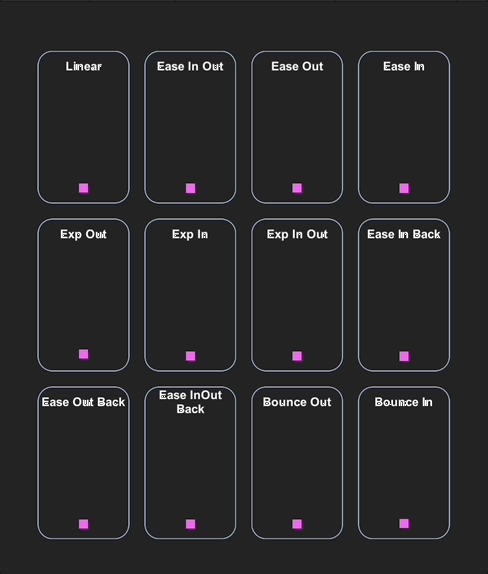 Linear
Ease In Out
Ease Out
Ease In
Exp Out
Exp In
Exp In Out
Ease In Back
Ease Out Back
Ease InOut
Back
Bounce Out
Bounce In